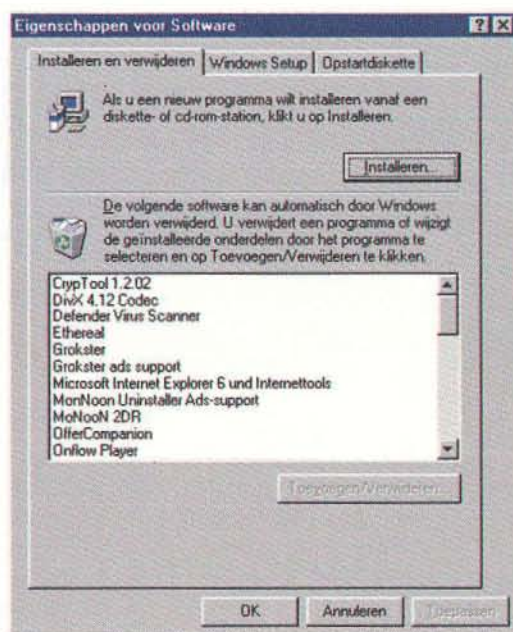 Eigenschappen voor Software
Installeren en verwijderen
Windows Setup
Opstartdiskette
Als u een nieuw programma wilt installeren vanaf een
diskette- of cd-rom-station, klikt u op Installeren.
Installeren...
De volgende software kan automatisch door Windows
worden verwijderd. U verwijdert een programma of wijzigt
de geïnstalleerde onderdelen door het programma te
selecteren en op Toevoegen/Verwijderen te klikken.
CrypTool 1.2.02
DivX 4.12 Codec
Defender Virus Scanner
Ethereal
Grokster
Grokster ads support
Microsoft Internet Explorer 6 und Internettools
MonNoon Uninstaller Ads-support
MoNooN 2DR
OfferCompanion
Onflow Player
Toevoegen/Verwijderen...
OK
Annuleren
Toepassen